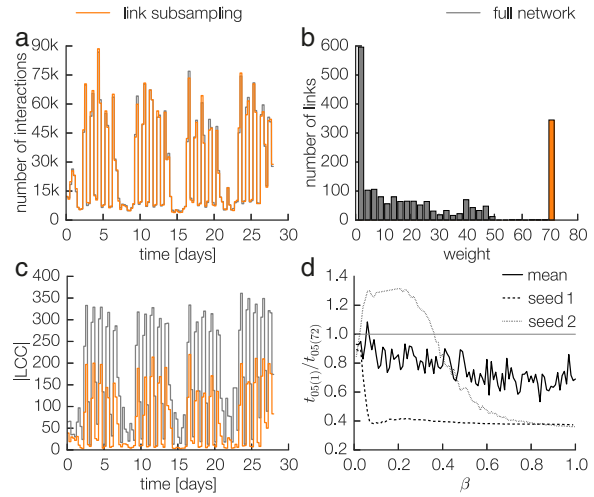 link subsampling
full network
a
number of interactions
90k
75k
60k
45k
30k
15k
0
0 5 10 15 20 25 30
time [days]
b
number of links
600
500
400
300
200
100
0
0 10 20 30 40 50 60 70 80
weight
c
|LCC|
400
350
300
250
200
150
100
50
0
0 5 10 15 20 25 30
time [days]
d
t05(1)/t05(72)
1.4
1.2
1.0
0.8
0.6
0.4
0.2
mean
seed 1
seed 2
0.0 0.2 0.4 0.6 0.8 1.0
β